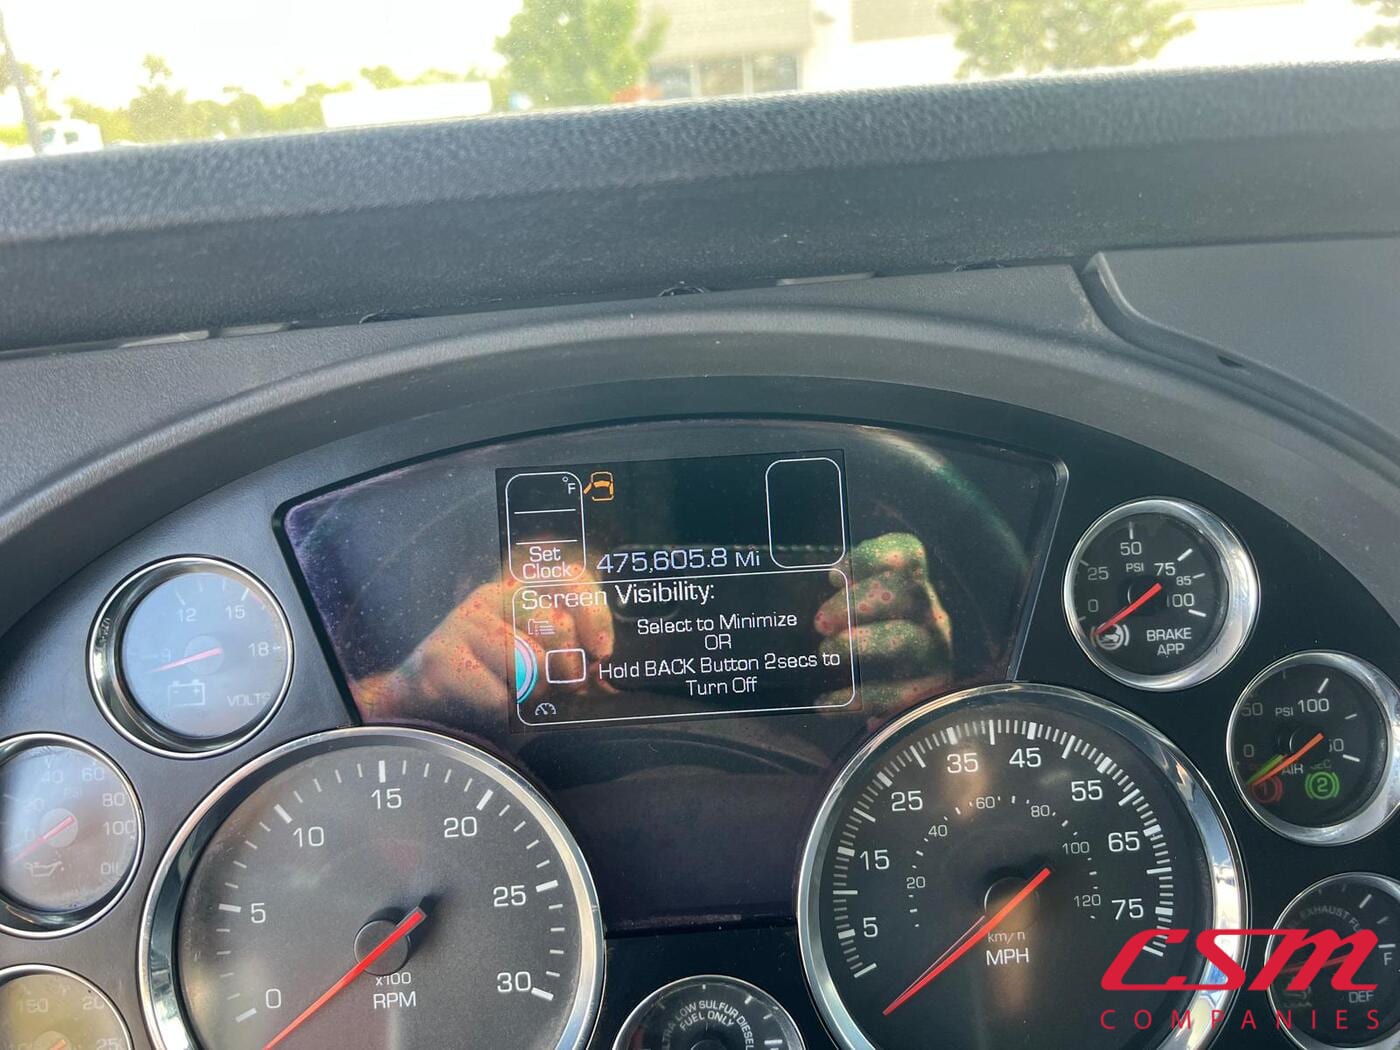 °F
Set
Clock
475,605.8 Mi
Screen Visibility:
Select to Minimize
OR
Hold BACK Button 2secs to
Turn Off
12
15
9
18
VOLTS
40
60
PSI
80
0
100
OIL
150
0
5
10
15
20
25
30
x100
RPM
5
15
25
35
45
55
65
75
20
40
60
80
100
120
MPH
0
25
50
PSI
75
85
100
BRAKE
APP
0
50
PSI
100
AIR
SEC
1
2
LOW SULFUR DIESEL
FUEL ONLY
EXHAUST
F
DEF
CSM
COMPANIES